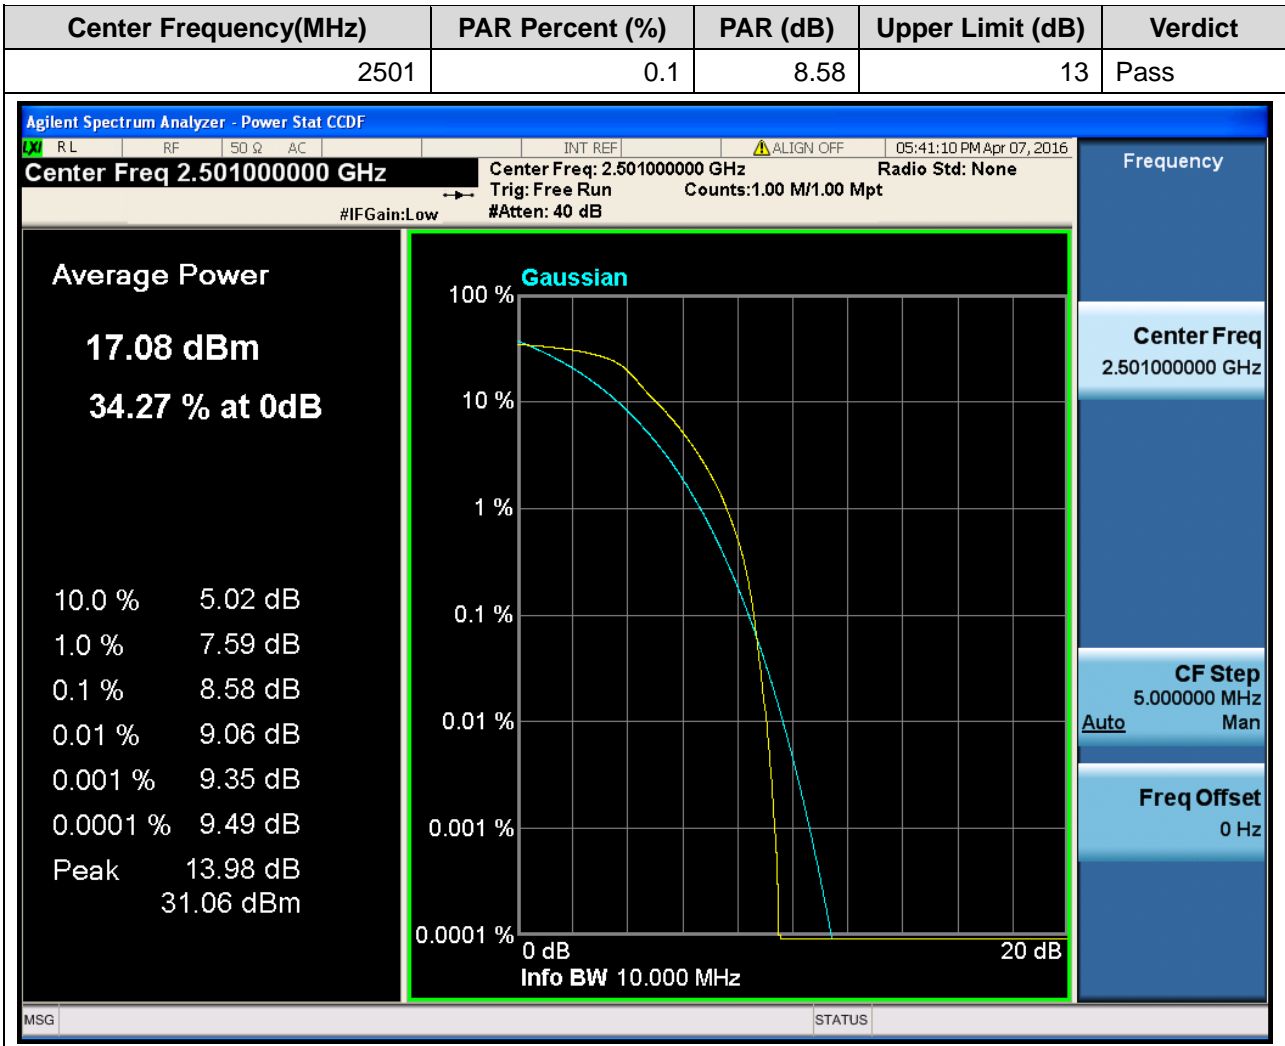 Center Frequency(MHz) PAR Percent (%) PAR (dB) Upper Limit (dB) Verdict
2501 0.1 8.58 13 Pass
Agilent Spectrum Analyzer - Power Stat CCDF
LXI RL RF 50 Ω AC INT REF ALIGN OFF 05:41:10 PM Apr 07, 2016
Center Freq 2.501000000 GHz
#IFGain:Low
Center Freq: 2.501000000 GHz Radio Std: None
Trig: Free Run Counts:1.00 M/1.00 Mpt
#Atten: 40 dB
Average Power
17.08 dBm
34.27 % at 0dB
10.0 % 5.02 dB
1.0 % 7.59 dB
0.1 % 8.58 dB
0.01 % 9.06 dB
0.001 % 9.35 dB
0.0001 % 9.49 dB
Peak 13.98 dB
31.06 dBm
Gaussian
100 %
10 %
1 %
0.1 %
0.01 %
0.001 %
0.0001 %
0 dB 20 dB
Info BW 10.000 MHz
Frequency
Center Freq
2.501000000 GHz
CF Step
5.000000 MHz
Auto Man
Freq Offset
0 Hz
MSG STATUS